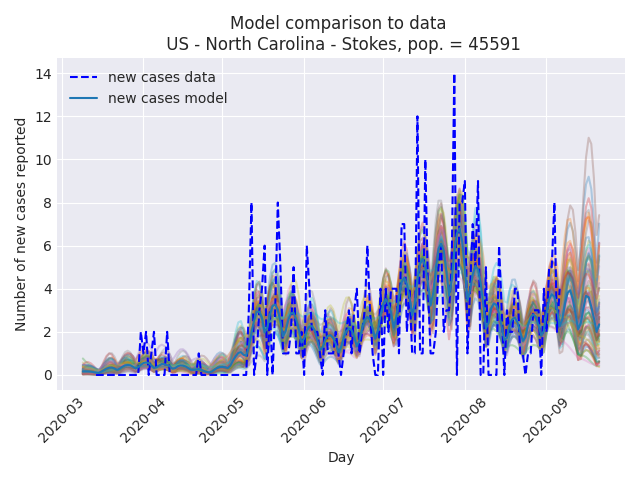 Model comparison to data
US - North Carolina - Stokes, pop. = 45591
new cases data
new cases model
Number of new cases reported
14
12
10
8
6
4
2
0
2020-03
2020-04
2020-05
2020-06
2020-07
2020-08
2020-09
Day